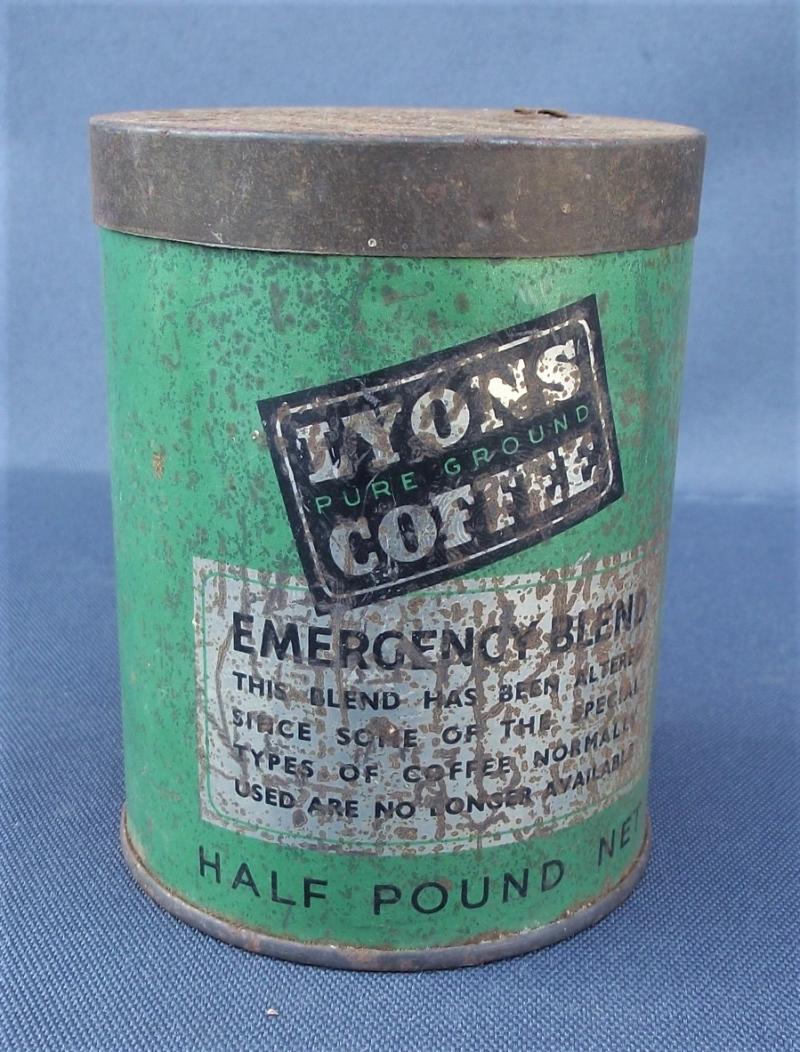 LYONS
PURE GROUND
COFFEE
EMERGENCY BLEND
THIS BLEND HAS BEEN ALTERED
SINCE SOME OF THE SPECIAL
TYPES OF COFFEE NORMALLY
USED ARE NO LONGER AVAILABLE
HALF POUND NET